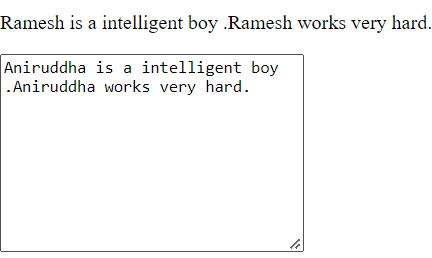 Ramesh is a intelligent boy .Ramesh works very hard.
Aniruddha is a intelligent boy
.Aniruddha works very hard.